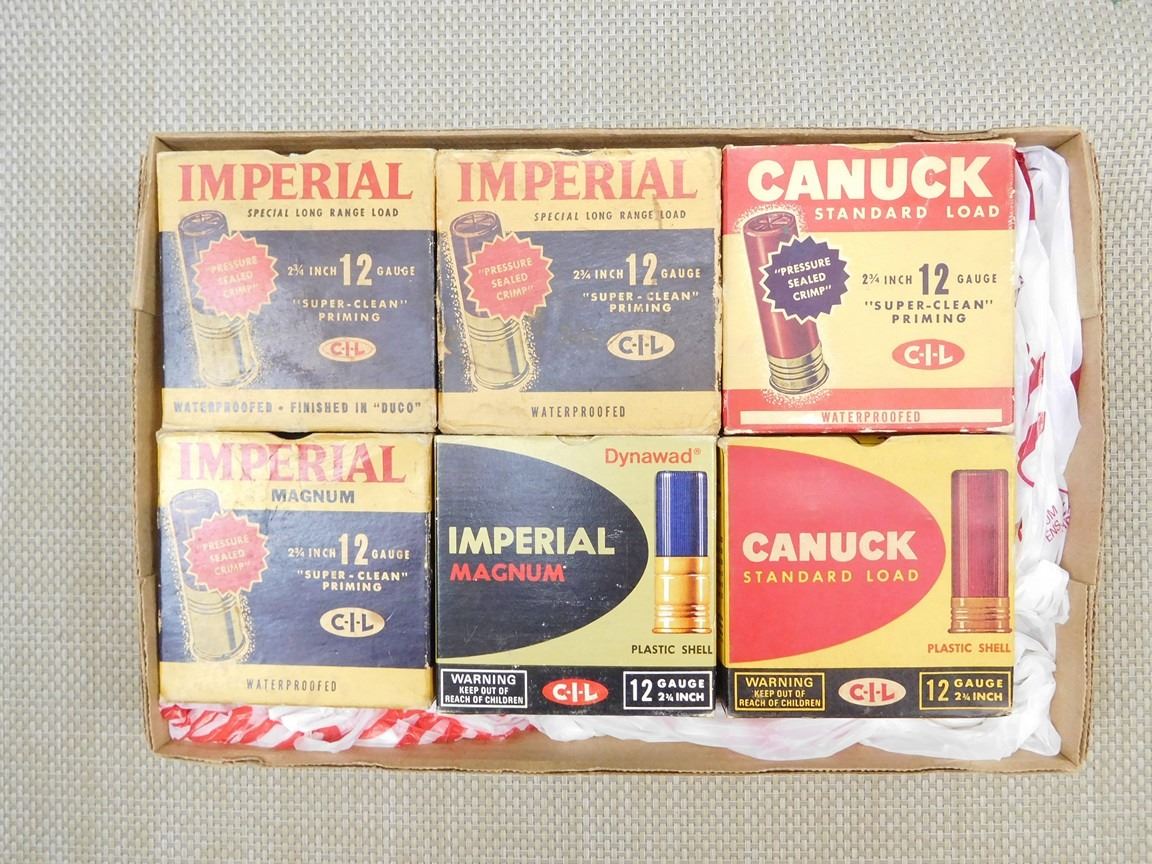 IMPERIAL
SPECIAL LONG RANGE LOAD
"PRESSURE
SEALED
CRIMP"
2¾ INCH 12 GAUGE
"SUPER-CLEAN"
PRIMING
C-I-L
WATERPROOFED - FINISHED IN "DUCO"
IMPERIAL
SPECIAL LONG RANGE LOAD
"PRESSURE
SEALED
CRIMP"
2¾ INCH 12 GAUGE
"SUPER-CLEAN"
PRIMING
C-I-L
WATERPROOFED
CANUCK
STANDARD LOAD
"PRESSURE
SEALED
CRIMP"
2¾ INCH 12 GAUGE
"SUPER-CLEAN"
PRIMING
C-I-L
WATERPROOFED
IMPERIAL
MAGNUM
"PRESSURE
SEALED
CRIMP"
2¾ INCH 12 GAUGE
"SUPER-CLEAN"
PRIMING
C-I-L
WATERPROOFED
Dynawad®
IMPERIAL
MAGNUM
PLASTIC SHELL
WARNING
KEEP OUT OF
REACH OF CHILDREN
C-I-L
12 GAUGE
2¾ INCH
CANUCK
STANDARD LOAD
PLASTIC SHELL
WARNING
KEEP OUT OF
REACH OF CHILDREN
C-I-L
12 GAUGE
2¾ INCH